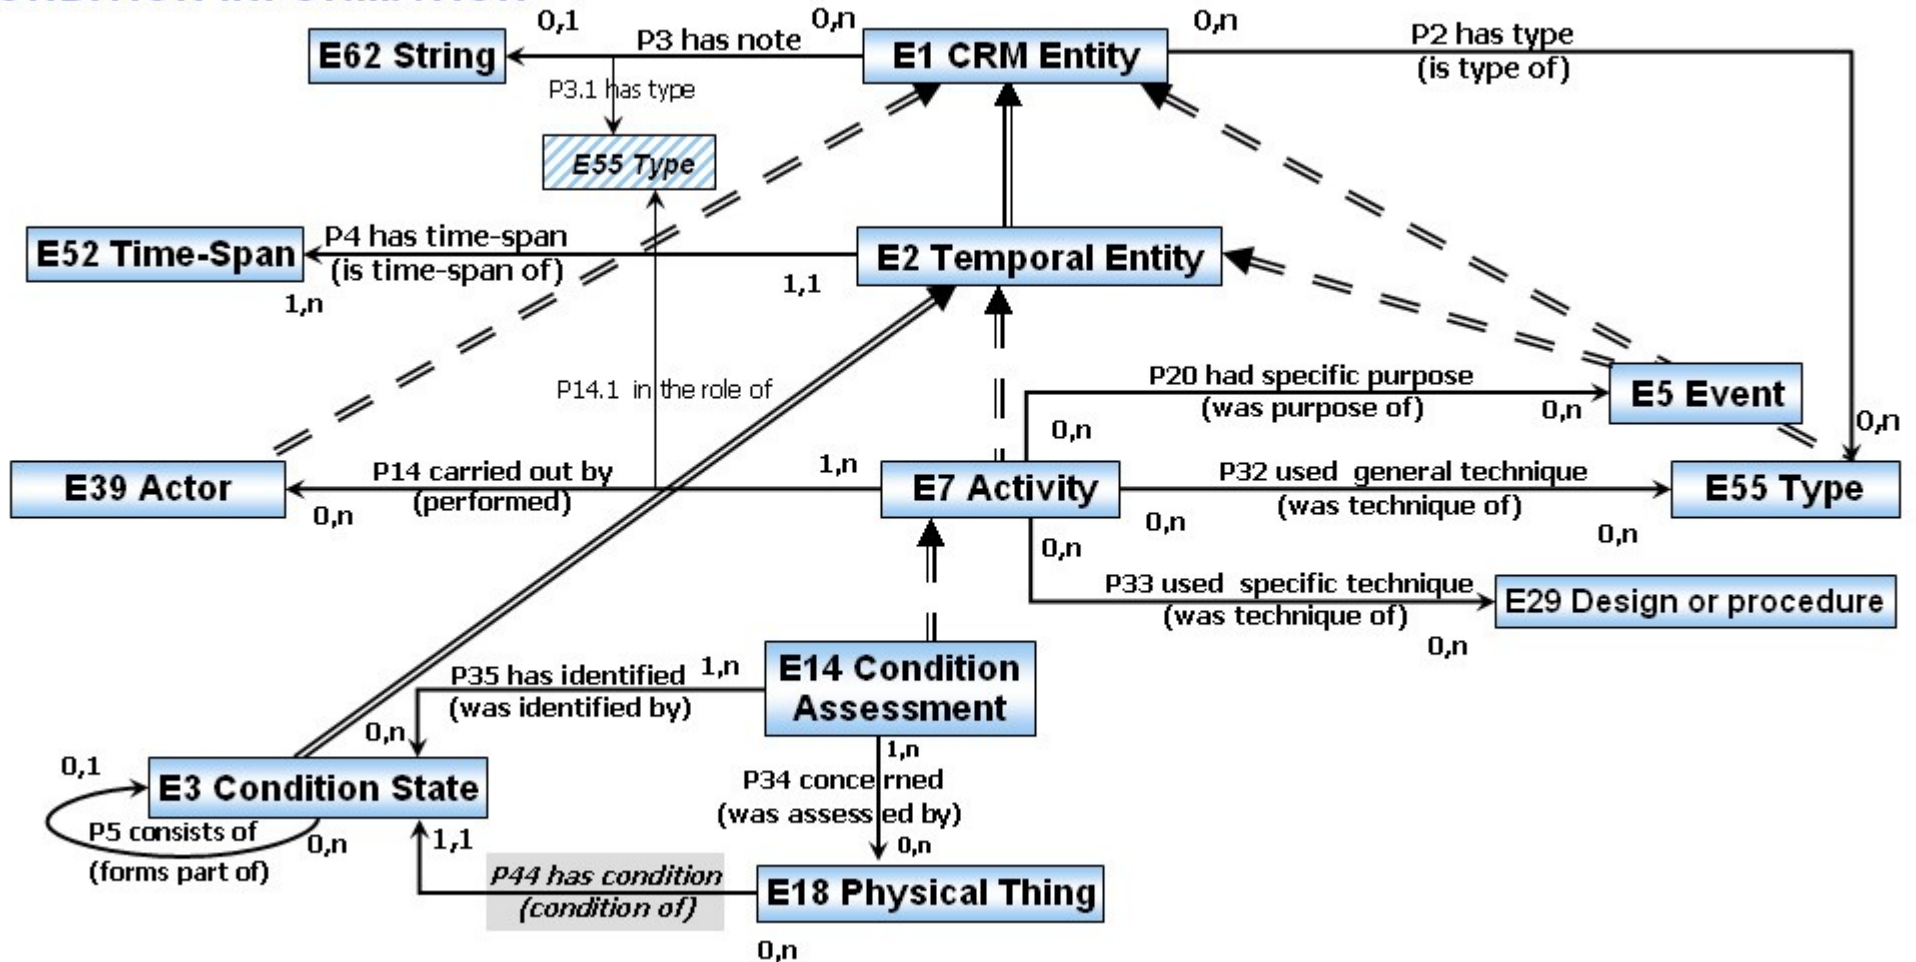 0,1
0,n
0,n
E62 String
P3 has note
E1 CRM Entity
P2 has type
(is type of)
P3.1 has type
E55 Type
E52 Time-Span
P4 has time-span
(is time-span of)
E2 Temporal Entity
1,n
1,1
P14.1 in the role of
P20 had specific purpose
(was purpose of)
0,n
0,n
E5 Event
0,n
E39 Actor
P14 carried out by
(performed)
0,n
1,n
E7 Activity
P32 used general technique
(was technique of)
0,n
0,n
E55 Type
0,n
P33 used specific technique
(was technique of)
0,n
E29 Design or procedure
P35 has identified
(was identified by)
1,n
0,n
E14 Condition
Assessment
0,1
E3 Condition State
P5 consists of
(forms part of)
0,n
1,1
1,n
P34 concerned
(was assessed by)
0,n
P44 has condition
(condition of)
E18 Physical Thing
0,n